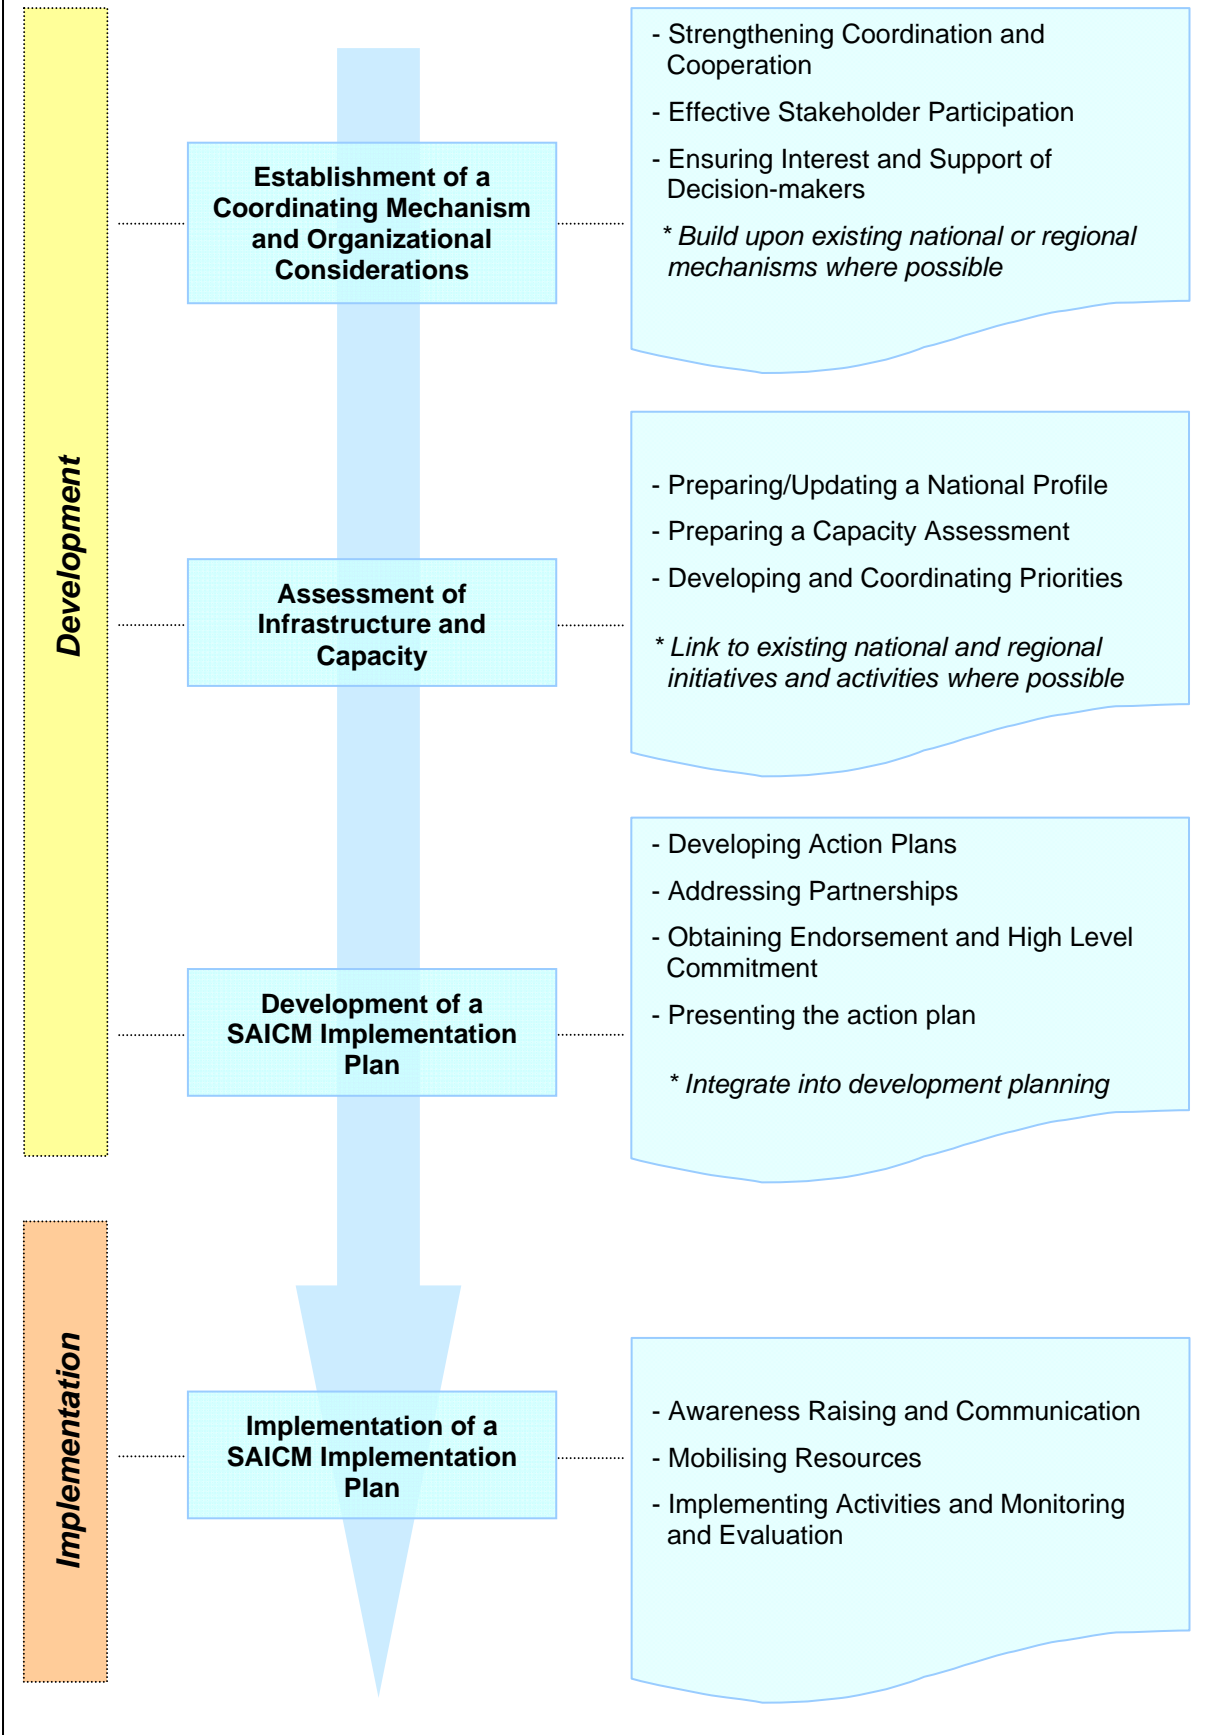 Development
Establishment of a
Coordinating Mechanism
and Organizational
Considerations
- Strengthening Coordination and
Cooperation
- Effective Stakeholder Participation
- Ensuring Interest and Support of
Decision-makers
* Build upon existing national or regional
mechanisms where possible
Assessment of
Infrastructure and
Capacity
- Preparing/Updating a National Profile
- Preparing a Capacity Assessment
- Developing and Coordinating Priorities
* Link to existing national and regional
initiatives and activities where possible
Development of a
SAICM Implementation
Plan
- Developing Action Plans
- Addressing Partnerships
- Obtaining Endorsement and High Level
Commitment
- Presenting the action plan
* Integrate into development planning
Implementation
Implementation of a
SAICM Implementation
Plan
- Awareness Raising and Communication
- Mobilising Resources
- Implementing Activities and Monitoring
and Evaluation